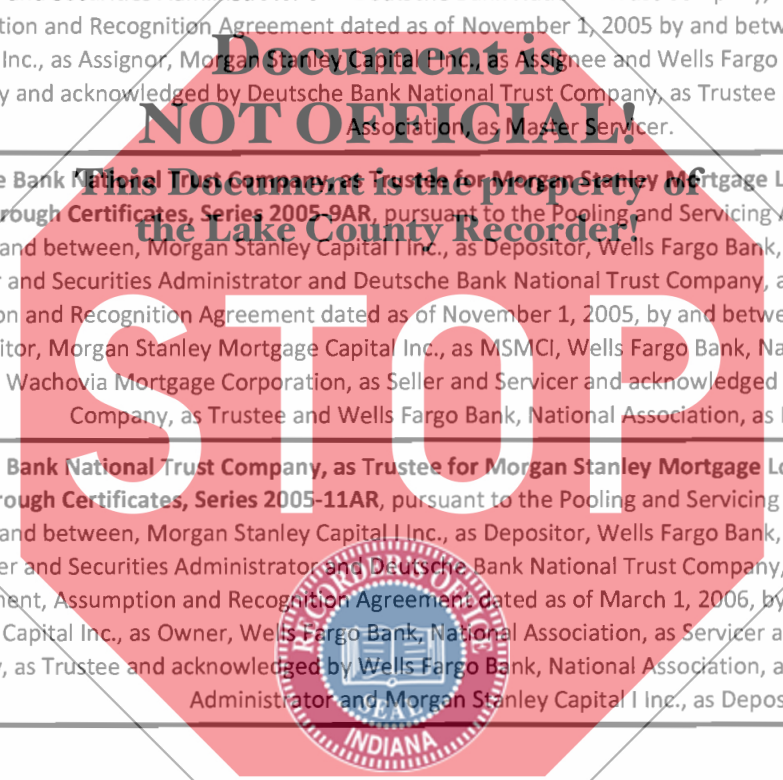 tion and Recognition Agreement dated as of November 1, 2005 by and betw
Document is
Inc., as Assignor, Morgan Stanley Capital I Inc., as Assignee and Wells Fargo
y and acknowledged by Deutsche Bank National Trust Company, as Trustee
NOT OFFICIAL!
Association, as Master Servicer.
e Bank National Trust Company, as Trustee for Morgan Stanley Mortgage L
This Document is the property of
rough Certificates, Series 2005-9AR, pursuant to the Pooling and Servicing A
the Lake County Recorder!
and between, Morgan Stanley Capital I Inc., as Depositor, Wells Fargo Bank,
r and Securities Administrator and Deutsche Bank National Trust Company, a
on and Recognition Agreement dated as of November 1, 2005, by and betwe
itor, Morgan Stanley Mortgage Capital Inc., as MSMCI, Wells Fargo Bank, Na
STOP
Wachovia Mortgage Corporation, as Seller and Servicer and acknowledged
Company, as Trustee and Wells Fargo Bank, National Association, as
Bank National Trust Company, as Trustee for Morgan Stanley Mortgage Lo
rough Certificates, Series 2005-11AR, pursuant to the Pooling and Servicing
and between, Morgan Stanley Capital I Inc., as Depositor, Wells Fargo Bank,
er and Securities Administrator and Deutsche Bank National Trust Company,
ment, Assumption and Recognition Agreement dated as of March 1, 2006, by
Capital Inc., as Owner, Wells Fargo Bank, National Association, as Servicer a
, as Trustee and acknowledged by Wells Fargo Bank, National Association, a
Administrator and Morgan Stanley Capital I Inc., as Depos
RECORDER'S OFFICE
SEAL
INDIANA